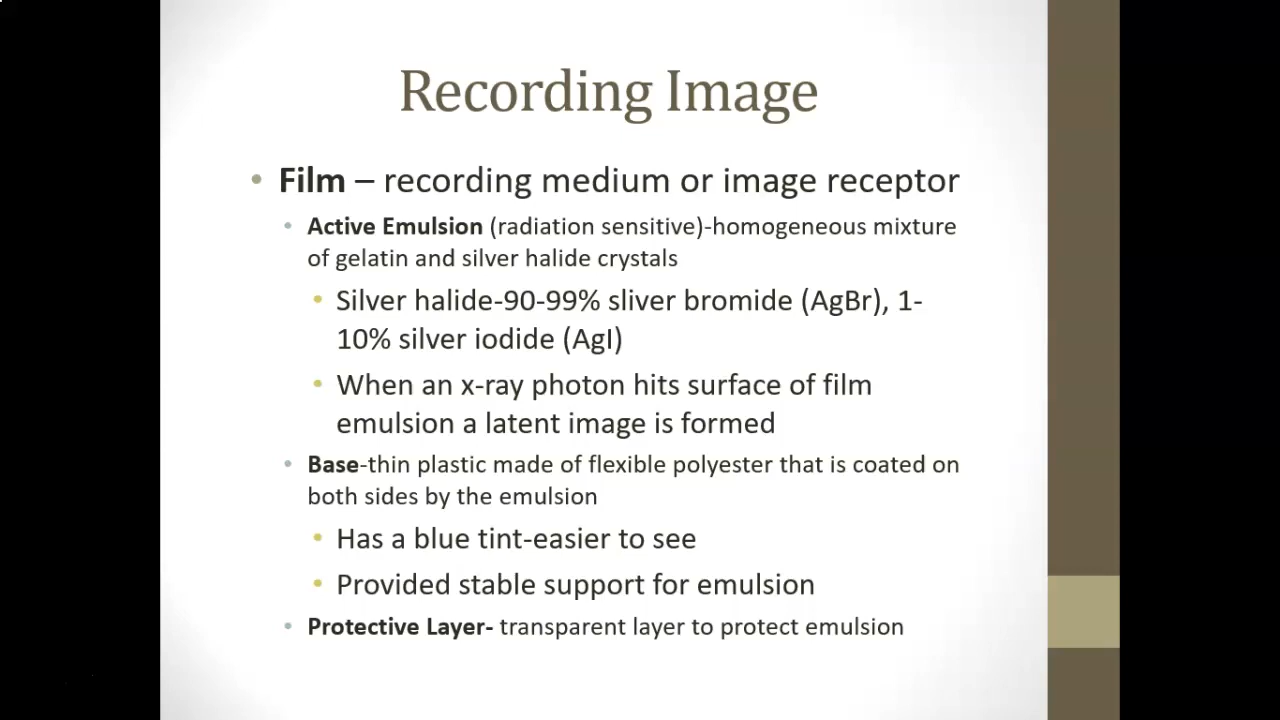 Recording Image
• Film – recording medium or image receptor
• Active Emulsion (radiation sensitive)-homogeneous mixture
of gelatin and silver halide crystals
• Silver halide-90-99% sliver bromide (AgBr), 1-
10% silver iodide (AgI)
• When an x-ray photon hits surface of film
emulsion a latent image is formed
• Base-thin plastic made of flexible polyester that is coated on
both sides by the emulsion
• Has a blue tint-easier to see
• Provided stable support for emulsion
• Protective Layer- transparent layer to protect emulsion